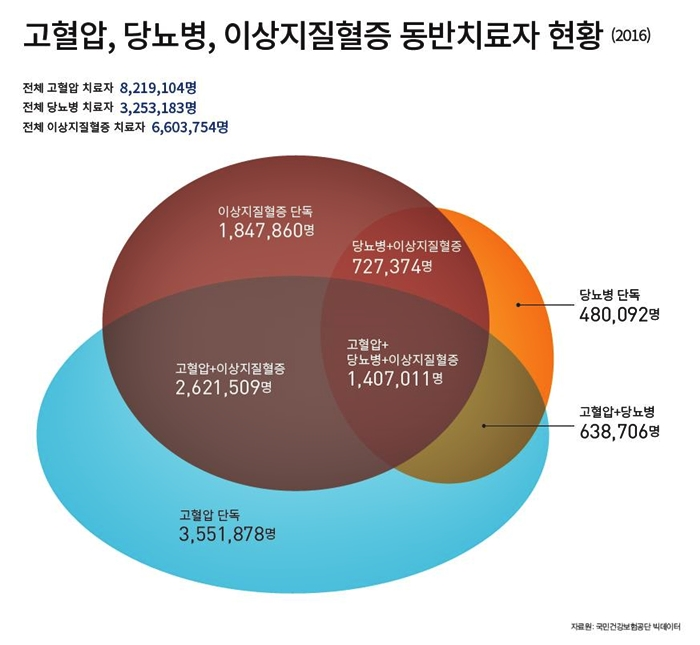 고혈압, 당뇨병, 이상지질혈증 동반치료자 현황 (2016)
전체 고혈압 치료자 8,219,104명
전체 당뇨병 치료자 3,253,183명
전체 이상지질혈증 치료자 6,603,754명
이상지질혈증 단독
1,847,860명
당뇨병+이상지질혈증
727,374명
당뇨병 단독
480,092명
고혈압+
당뇨병+이상지질혈증
1,407,011명
고혈압+이상지질혈증
2,621,509명
고혈압+당뇨병
638,706명
고혈압 단독
3,551,878명
자료원: 국민건강보험공단 빅데이터